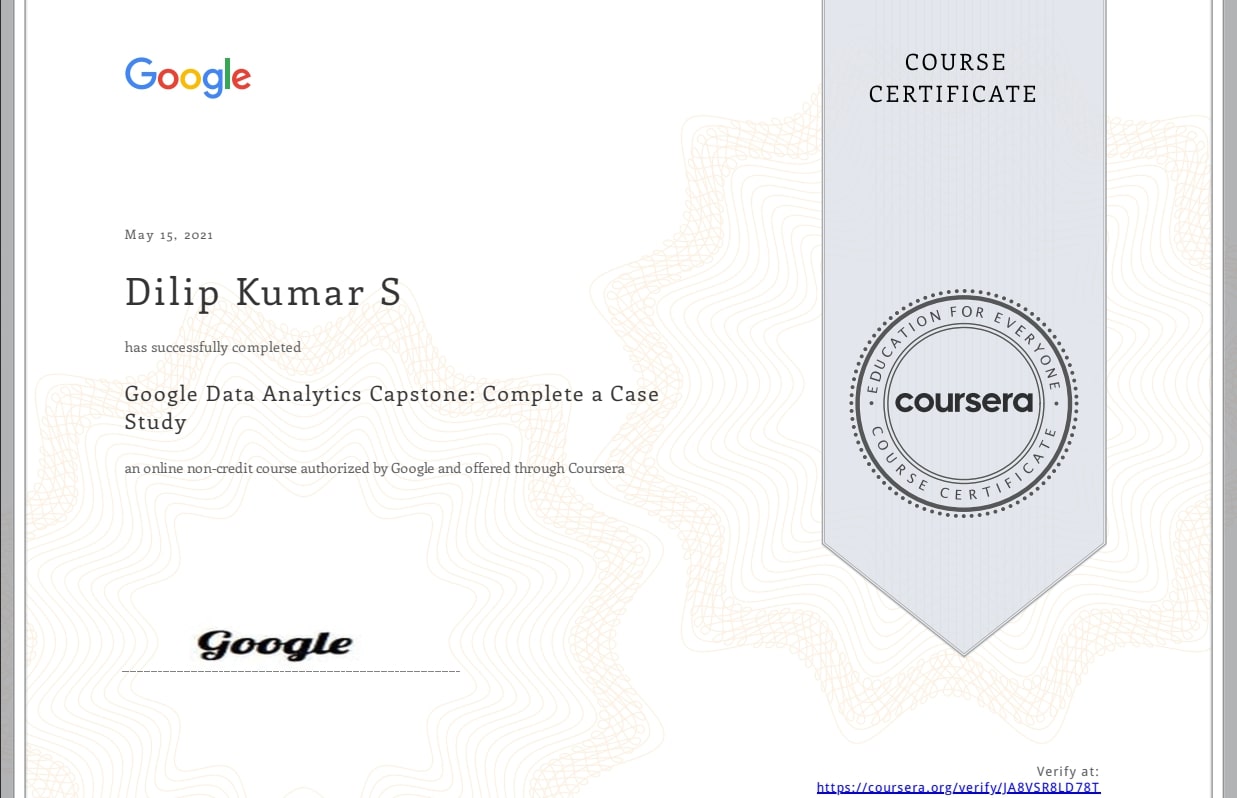 Google
COURSE
CERTIFICATE
May 15, 2021
Dilip Kumar S
has successfully completed
Google Data Analytics Capstone: Complete a Case
Study
an online non-credit course authorized by Google and offered through Coursera
EDUCATION FOR EVERYONE
coursera
COURSE CERTIFICATE
Google
Verify at:
https://coursera.org/verify/JA8VSR8LD78T